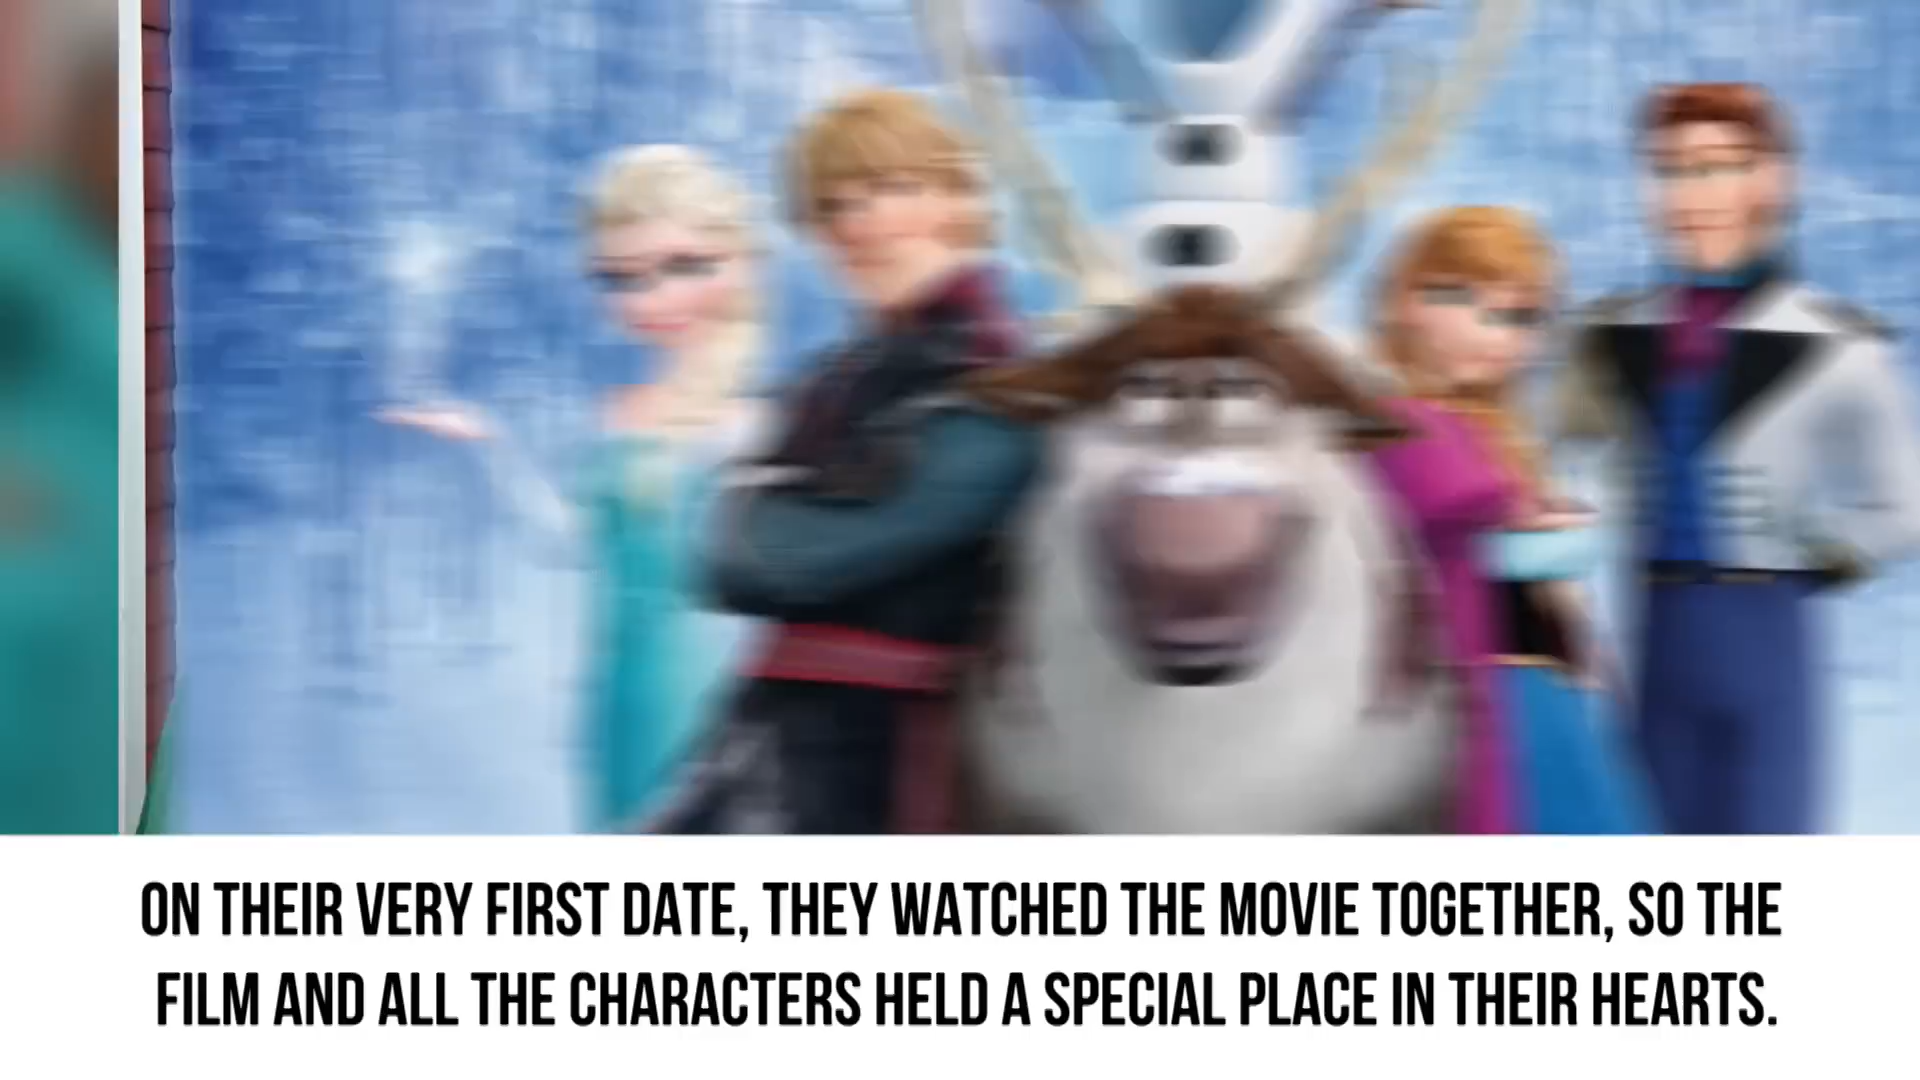 ON THEIR VERY FIRST DATE, THEY WATCHED THE MOVIE TOGETHER, SO THE
FILM AND ALL THE CHARACTERS HELD A SPECIAL PLACE IN THEIR HEARTS.